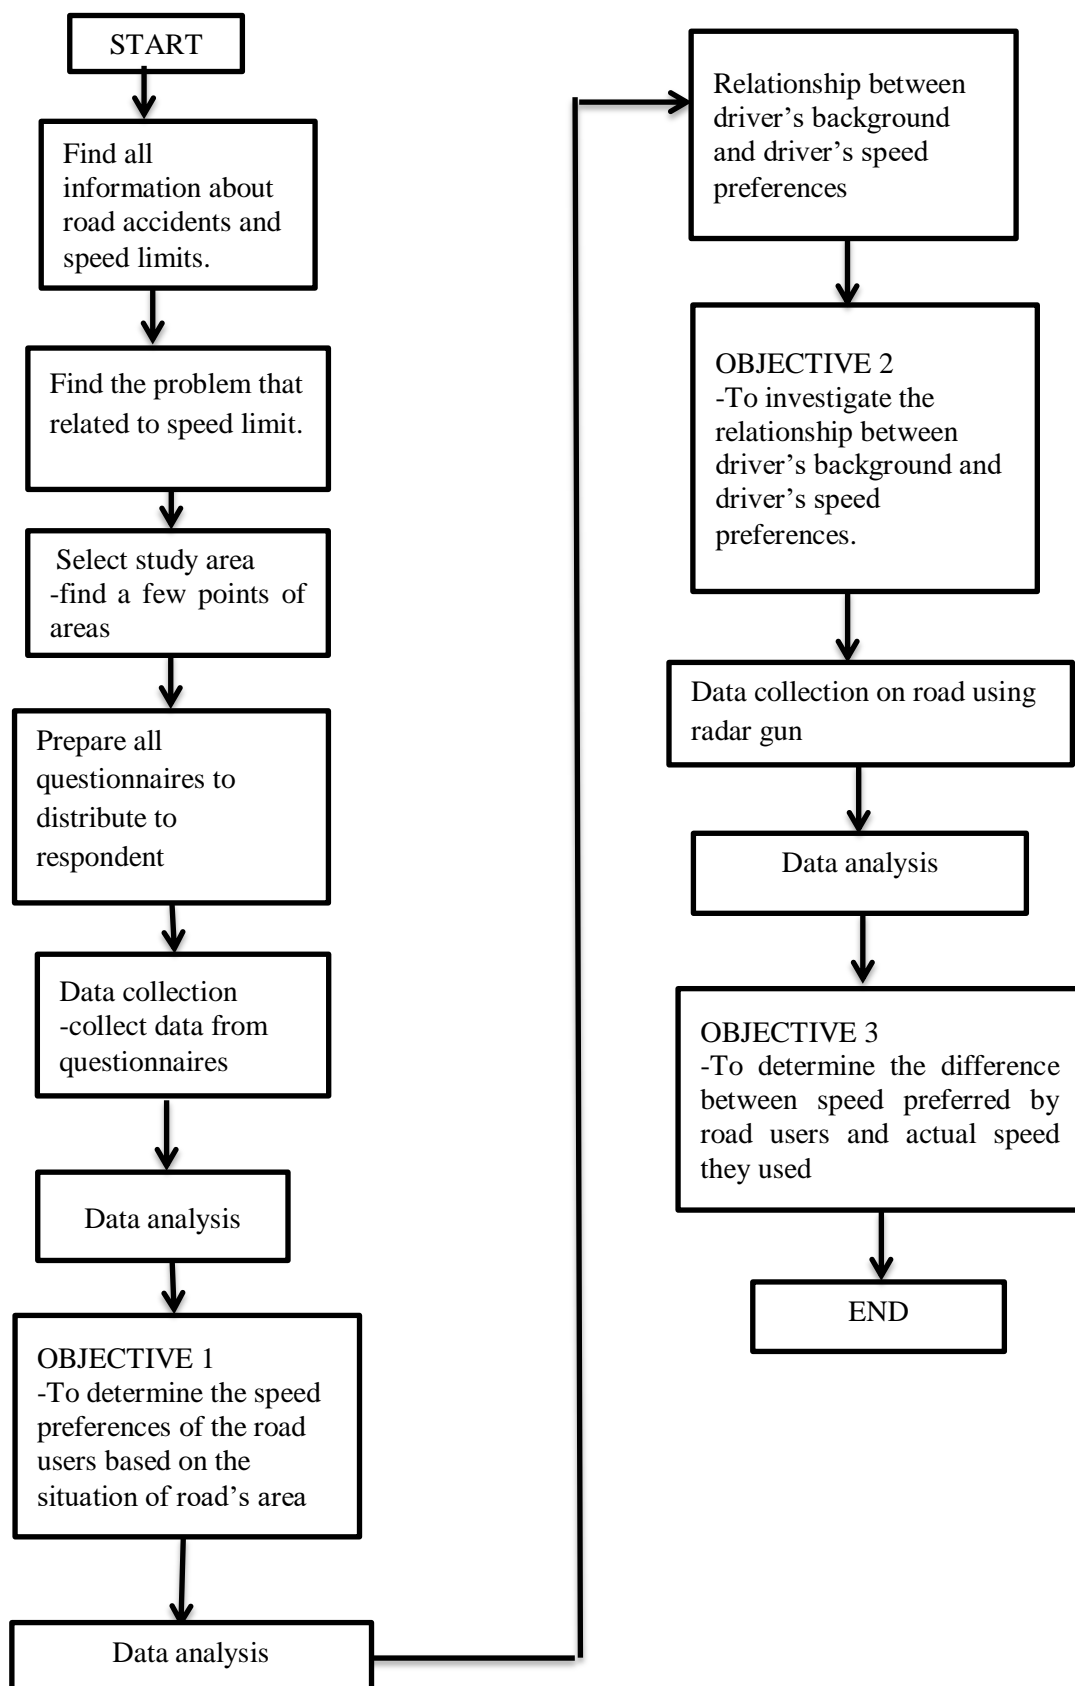 START
Find all
information about
road accidents and
speed limits.
Find the problem that
related to speed limit.
Select study area
-find a few points of
areas
Prepare all
questionnaires to
distribute to
respondent
Data collection
-collect data from
questionnaires
Data analysis
OBJECTIVE 1
-To determine the speed
preferences of the road
users based on the
situation of road’s area
Data analysis
Relationship between
driver’s background
and driver’s speed
preferences
OBJECTIVE 2
-To investigate the
relationship between
driver’s background and
driver’s speed
preferences.
Data collection on road using
radar gun
Data analysis
OBJECTIVE 3
-To determine the difference
between speed preferred by
road users and actual speed
they used
END